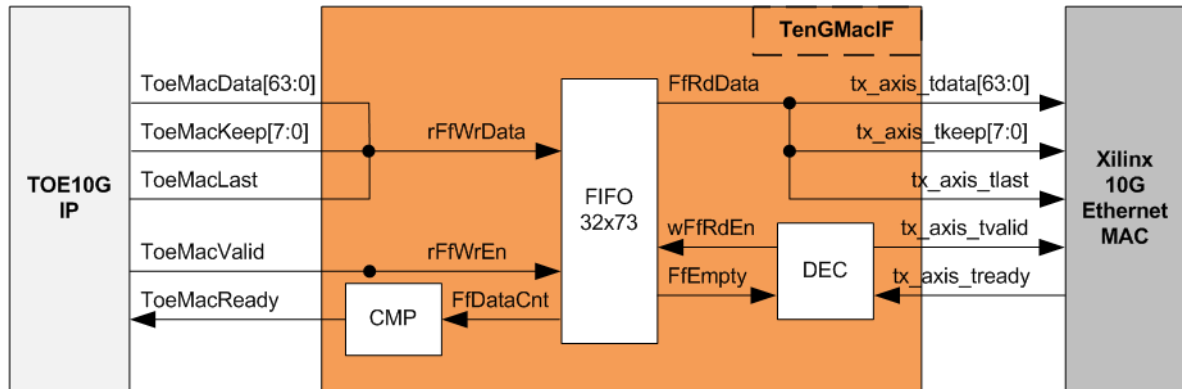 TenGMacIF
ToeMacData[63:0]
FfRdData
tx_axis_tdata[63:0]
ToeMacKeep[7:0]
rFfWrData
tx_axis_tkeep[7:0]
ToeMacLast
tx_axis_tlast
TOE10G
IP
FIFO
32x73
Xilinx
10G
Ethernet
MAC
ToeMacValid
rFfWrEn
wFfRdEn
tx_axis_tvalid
DEC
ToeMacReady
FfDataCnt
FfEmpty
tx_axis_tready
CMP